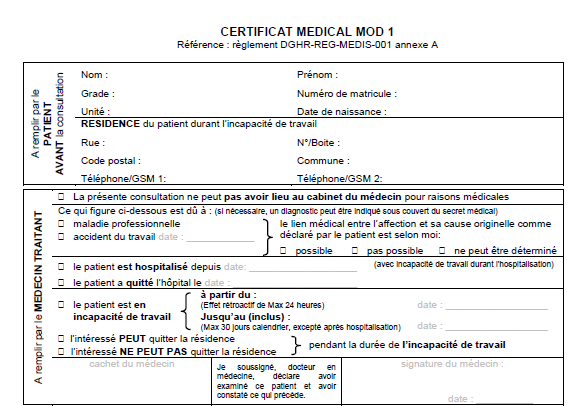 CERTIFICAT MEDICAL MOD 1
Référence : règlement DGHR-REG-MEDIS-001 annexe A
A remplir par le
PATIENT
AVANT la consultation
Nom : Prénom :
Grade : Numéro de matricule :
Unité : Date de naissance :
RESIDENCE du patient durant l'incapacité de travail
Rue : N°/Boite :
Code postal : Commune :
Téléphone/GSM 1: Téléphone/GSM 2:
A remplir par le MEDECIN TRAITANT
La présente consultation ne peut pas avoir lieu au cabinet du médecin pour raisons médicales
Ce qui figure ci-dessous est dû à : (si nécessaire, un diagnostic peut être indiqué sous couvert du secret médical)
maladie professionnelle
accident du travail date :
le lien médical entre l'affection et sa cause originelle comme
déclaré par le patient est selon moi:
possible pas possible ne peut être déterminé
le patient est hospitalisé depuis date: (avec incapacité de travail durant l'hospitalisation)
le patient a quitté l'hôpital le date:
le patient est en
incapacité de travail
à partir du :
(Effet rétroactif de Max 24 heures) date :
Jusqu'au (inclus) :
(Max 30 jours calendrier, excepté après hospitalisation) date :
l'intéressé PEUT quitter la résidence
l'intéressé NE PEUT PAS quitter la résidence
pendant la durée de l'incapacité de travail
cachet du médecin
Je soussigné, docteur en
médecine, déclare avoir
examiné ce patient et avoir
constaté ce qui précède.
signature du médecin :
date :